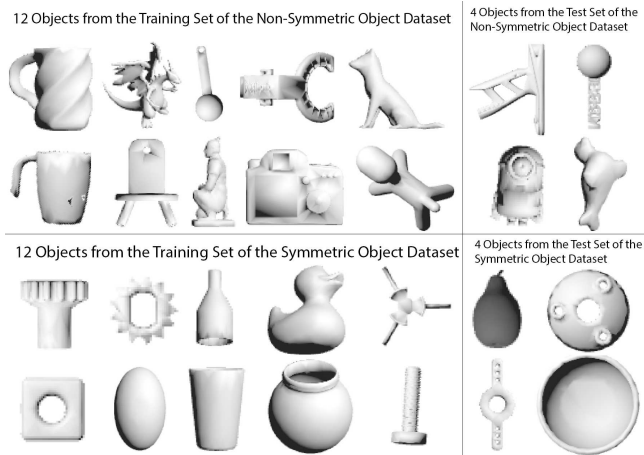 12 Objects from the Training Set of the Non-Symmetric Object Dataset
4 Objects from the Test Set of the
Non-Symmetric Object Dataset
12 Objects from the Training Set of the Symmetric Object Dataset
4 Objects from the Test Set of the
Symmetric Object Dataset